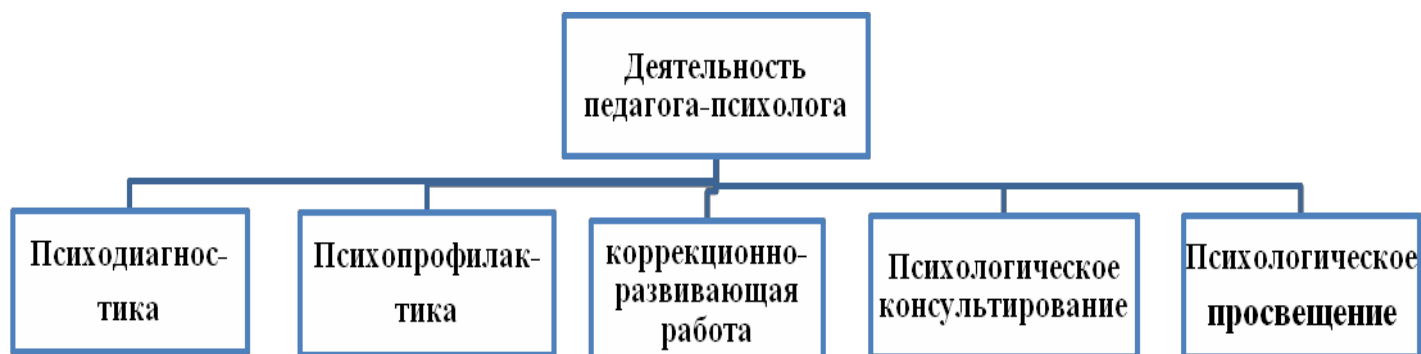 Деятельность
педагога-психолога
Психодиагнос-
тика
Психопрофилак-
тика
коррекционно-
развивающая
работа
Психологическое
консультирование
Психологическое
просвещение